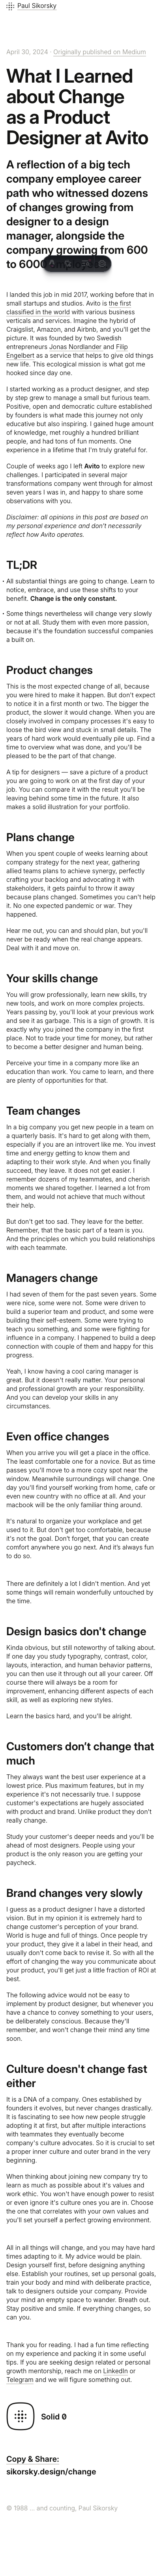 Paul Sikorsky
April 30, 2024 · Originally published on Medium
What I Learned
about Change
as a Product
Designer at Avito
A reflection of a big tech
company employee career
path who witnessed dozens
of changes growing from
designer to a design
manager, alongside the
company growing from 600
to 6000
I landed this job in mid 2017, working before that in
small startups and studios. Avito is the first
classified in the world with various business
verticals and services. Imagine the hybrid of
Craigslist, Amazon, and Airbnb and you'll get the
picture. It was founded by two Swedish
entrepreneurs Jonas Nordlander and Filip
Engelbert as a service that helps to give old things
new life. This ecological mindset is what got me
hooked since day one.
I started working as a product designer, and step
by step grew to manage a small but furious team.
Positive, open and democratic culture established
by founders is what made this journey not only
educative but also inspiring. I gained huge amount
of knowledge, met roughly a hundred brilliant
people, and had tons of fun moments. One
experience in a lifetime that I'm truly grateful for.
Couple of weeks ago I left Avito to explore new
challenges. I participated in several major
company transformations going through for almost
seven years I was in, and happy to share some
observations with you.
Disclaimer: all opinions in this post are based on
my personal experience and don't necessarily
reflect how Avito operates.
TL;DR
· All substantial things are going to change. Learn to
notice, embrace, and use these shifts to your
benefit. Change is the only constant.
· Some things nevertheless will change very slowly
or not at all. Study them with even more passion,
because it's the foundation successful companies
a built on.
Product changes
This is the most expected change of all, because
you were hired to make it happen. But don't expect
to notice it in a first month or two. The bigger the
product, the slower it would change. When you're
closely involved in the process it's easy to loose
the bird view and stuck in small details. The
years of hard work would eventually pile up. Find a
time to overview what was done, and you'll be
pleased to be the part of that change.
A tip for designers — save a picture of a product
you are going to work on at the first day of your
job. You can compare it with the result you'll be
leaving behind some time in the future. It also
makes a solid illustration for your portfolio.
Plans change
When you spent couple of weeks learning about
company strategy for the next year, gathering
allied teams plans to achieve synergy, perfectly
crafting your backlog and advocating it with
stakeholders, it gets painful to throw it away
because plans changed. Sometimes you can't help
it. No one expected pandemic or war. They
happened.
Hear me out, you can and should plan, but you'll
never be ready when the real change appears.
Deal with it and move on.
Your skills change
You will grow professionally, learn new skills, try
new tools, and work on more complex projects.
Years passing by, you'll look at your previous work
and see it as garbage. This is a sign of growth. It is
exactly why you joined the company in the first
place. Not to exchange your time for money, but rather
to become a better designer and human being.
Perceive your time in a company more like an
education than work. You came to learn, and there
are plenty of opportunities for that.
Team changes
In a big company you get new people in a team on
a quarterly basis. It's hard to get along with them,
especially if you are an introvert like me. You invest
time and energy getting to know them and
adapting to their work style. And when you finally
succeed, they leave. It does not get easier. I
remember dozens of my teammates, and cherish
moments we shared together. I learned a lot from
them, and would not achieve that much without
their help.
But don't get too sad. They leave for the better.
Remember, that the basic part of a team is you.
And the principles on which you build relationships
with each teammate.
Managers change
I had seven of them for the past seven years. Some
were nice, some were not. Some were driven to
build a superior brand and product, and some were
building their self-esteem. Some were trying to
teach you something, and some were fighting for
influence in a company. I happened to build a deep
connection with couple of them and happy for this
progress.
Yeah, I know having a cool caring manager is
great. But it doesn't really matter. Your personal
and professional growth are your responsibility.
And you can develop your skills in any
circumstances.
Even office changes
When you arrive you will get a place in the office.
The least comfortable one for a novice. But as time
passes you'll move to a more cozy spot near the
window. Meanwhile surroundings will change. One
day you'll find yourself working from home, cafe or
even new country with no office at all. And your
macbook will be the only familiar thing around.
It's natural to organize your workplace and get
used to it. But don't get too comfortable, because
it's not the goal. Don't forget, that you can create
comfort anywhere you go next. And it's always fun
to do so.
There are definitely a lot I didn't mention. And yet
some things will remain wonderfully untouched by
the time.
Design basics don't change
Kinda obvious, but still noteworthy of talking about.
If one day you study typography, contrast, color,
layouts, interaction, and human behavior patterns,
you can then use it through out all your career. Off
course there will always be a room for
improvement, enhancing different aspects of each
skill, as well as exploring new styles.
Learn the basics hard, and you'll be alright.
Customers don't change that
much
They always want the best user experience at a
lowest price. Plus maximum features, but in my
experience it's not necessarily true. I suppose
customer's expectations are hugely associated
with product and brand. Unlike product they don't
really change.
Study your customer's deeper needs and you'll be
ahead of most designers. People using your
product is the only reason you are getting your
paycheck.
Brand changes very slowly
I guess as a product designer I have a distorted
vision. But in my opinion it is extremely hard to
change customer's perception of your brand.
World is huge and full of things. Once people try
your product, they give it a label in their head, and
usually don't come back to review it. So with all the
effort of changing the way you communicate about
your product, you'll get just a little fraction of ROI at
best.
The following advice would not be easy to
implement by product designer, but whenever you
have a chance to convey something to your users,
be deliberately conscious. Because they'll
remember, and won't change their mind any time
soon.
Culture doesn't change fast
either
It is a DNA of a company. Ones established by
founders it evolves, but never changes drastically.
It is fascinating to see how new people struggle
adopting it at first, but after multiple interactions
with teammates they eventually become
company's culture advocates. So it is crucial to set
proper inner culture and outer brand in the very
beginning.
When thinking about joining new company try to
learn as much as possible about it's values and
work ethic. You won't have enough power to resist
or even ignore it's culture once you are in. Choose
the one that correlates with your own values and
you'll set yourself a perfect growing environment.
All in all things will change, and you may have hard
times adapting to it. My advice would be plain.
Design yourself first, before designing anything
else. Establish your routines, set up personal goals,
train your body and mind with deliberate practice,
talk to designers outside your company. Provide
your mind an empty space to wander. Breath out.
Stay positive and smile. If everything changes, so
can you.
Thank you for reading. I had a fun time reflecting
on my experience and packing it in some useful
tips. If you are seeking design related or personal
growth mentorship, reach me on LinkedIn or
Telegram and we will figure something out.
Solid 0
Copy & Share:
sikorsky.design/change
© 1988 ... and counting, Paul Sikorsky